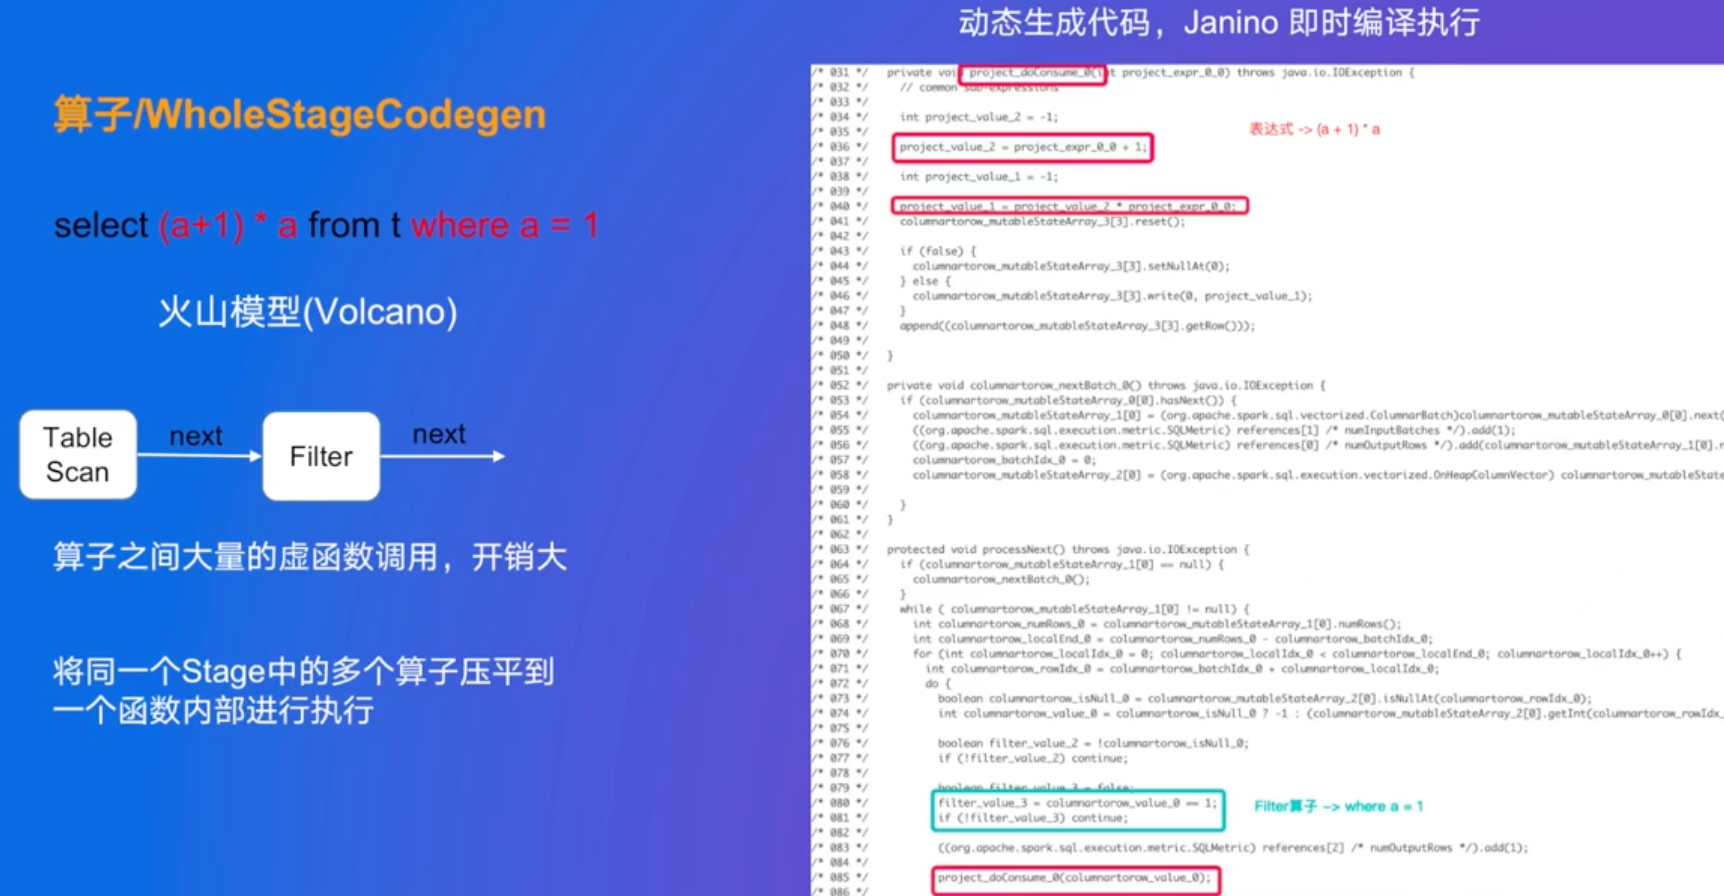 算子/WholeStageCodegen
select (a+1) * a from t where a = 1
火山模型(Volcano)
Table
Scan
next
Filter
next
算子之间大量的虚函数调用，开销大
将同一个Stage中的多个算子压平到
一个函数内部进行执行
动态生成代码，Janino 即时编译执行
/* 031 */ private voi project_doConsume_0(int project_expr_0_0) throws java.io.IOException {
/* 032 */ // common sub-expressions
/* 033 */
/* 034 */ int project_value_2 = -1;
/* 035 */
表达式 -> (a + 1) * a
/* 036 */ project_value_2 = project_expr_0_0 + 1;
/* 037 */
/* 038 */ int project_value_1 = -1;
/* 039 */
/* 040 */ project_value_1 = project_value_2 * project_expr_0_0;
/* 041 */ columnartorow_mutableStateArray_3[3].reset();
/* 042 */
/* 043 */ if (false) {
/* 044 */ columnartorow_mutableStateArray_3[3].setNullAt(0);
/* 045 */ } else {
/* 046 */ columnartorow_mutableStateArray_3[3].write(0, project_value_1);
/* 047 */ }
/* 048 */ append((columnartorow_mutableStateArray_3[3].getRow()));
/* 049 */
/* 050 */ }
/* 051 */
/* 052 */ private void columnartorow_nextBatch_0() throws java.io.IOException {
/* 053 */ if (columnartorow_mutableStateArray_0[0].hasNext()) {
/* 054 */ columnartorow_mutableStateArray_1[0] = (org.apache.spark.sql.vectorized.ColumnarBatch)columnartorow_mutableStateArray_0[0].next(
/* 055 */ ((org.apache.spark.sql.execution.metric.SQLMetric) references[1] /* numInputBatches */).add(1);
/* 056 */ ((org.apache.spark.sql.execution.metric.SQLMetric) references[0] /* numOutputRows */).add(columnartorow_mutableStateArray_1[0].n
/* 057 */ columnartorow_batchIdx_0 = 0;
/* 058 */ columnartorow_mutableStateArray_2[0] = (org.apache.spark.sql.execution.vectorized.OnHeapColumnVector) columnartorow_mutableState
/* 059 */
/* 060 */ }
/* 061 */ }
/* 062 */
/* 063 */ protected void processNext() throws java.io.IOException {
/* 064 */ if (columnartorow_mutableStateArray_1[0] == null) {
/* 065 */ columnartorow_nextBatch_0();
/* 066 */ }
/* 067 */ while ( columnartorow_mutableStateArray_1[0] != null) {
/* 068 */ int columnartorow_numRows_0 = columnartorow_mutableStateArray_1[0].numRows();
/* 069 */ int columnartorow_localEnd_0 = columnartorow_numRows_0 - columnartorow_batchIdx_0;
/* 070 */ for (int columnartorow_localIdx_0 = 0; columnartorow_localIdx_0 < columnartorow_localEnd_0; columnartorow_localIdx_0++) {
/* 071 */ int columnartorow_rowIdx_0 = columnartorow_batchIdx_0 + columnartorow_localIdx_0;
/* 072 */ do {
/* 073 */ boolean columnartorow_isNull_0 = columnartorow_mutableStateArray_2[0].isNullAt(columnartorow_rowIdx_0);
/* 074 */ int columnartorow_value_0 = columnartorow_isNull_0 ? -1 : (columnartorow_mutableStateArray_2[0].getInt(columnartorow_rowIdx_
/* 075 */
/* 076 */ boolean filter_value_2 = !columnartorow_isNull_0;
/* 077 */ if (!filter_value_2) continue;
/* 078 */
/* 079 */ boolean filter_value_3 = false;
/* 080 */ filter_value_3 = columnartorow_value_0 == 1;
Filter算子 -> where a = 1
/* 081 */ if (!filter_value_3) continue;
/* 082 */
/* 083 */ ((org.apache.spark.sql.execution.metric.SQLMetric) references[2] /* numOutputRows */).add(1);
/* 084 */
/* 085 */ project_doConsume_0(columnartorow_value_0);
/* 086 */